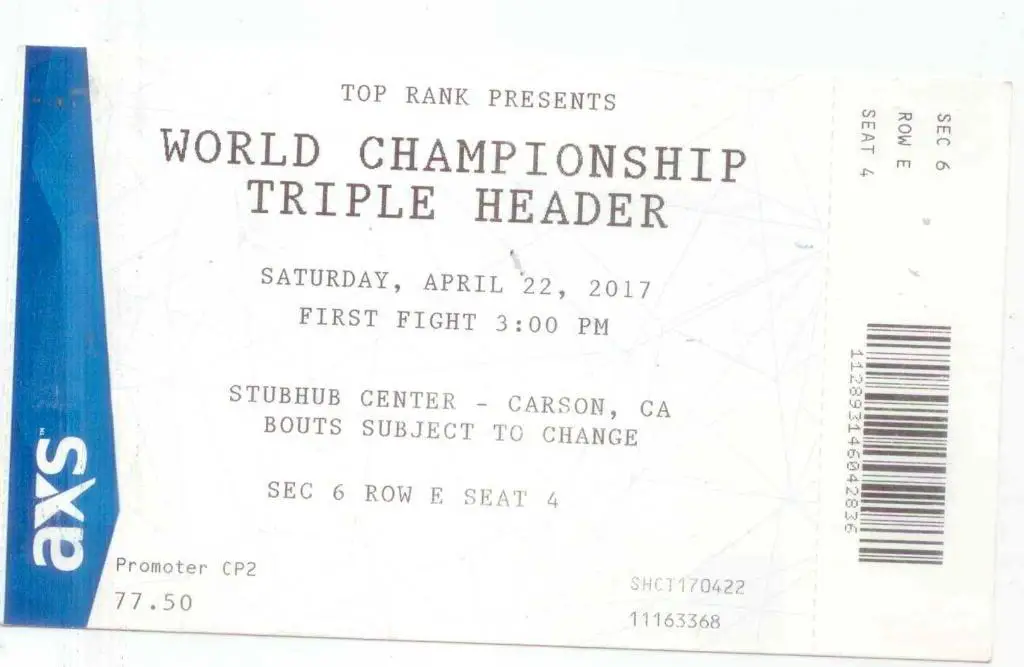 TOP RANK PRESENTS
WORLD CHAMPIONSHIP
TRIPLE HEADER
SATURDAY, APRIL 22, 2017
FIRST FIGHT 3:00 PM
STUBHUB CENTER - CARSON, CA
BOUTS SUBJECT TO CHANGE
SEC 6 ROW E SEAT 4
Promoter CP2
77.50
SHCT170422
11163368
axs™
SEC 6
ROW E
SEAT 4
112893146042836